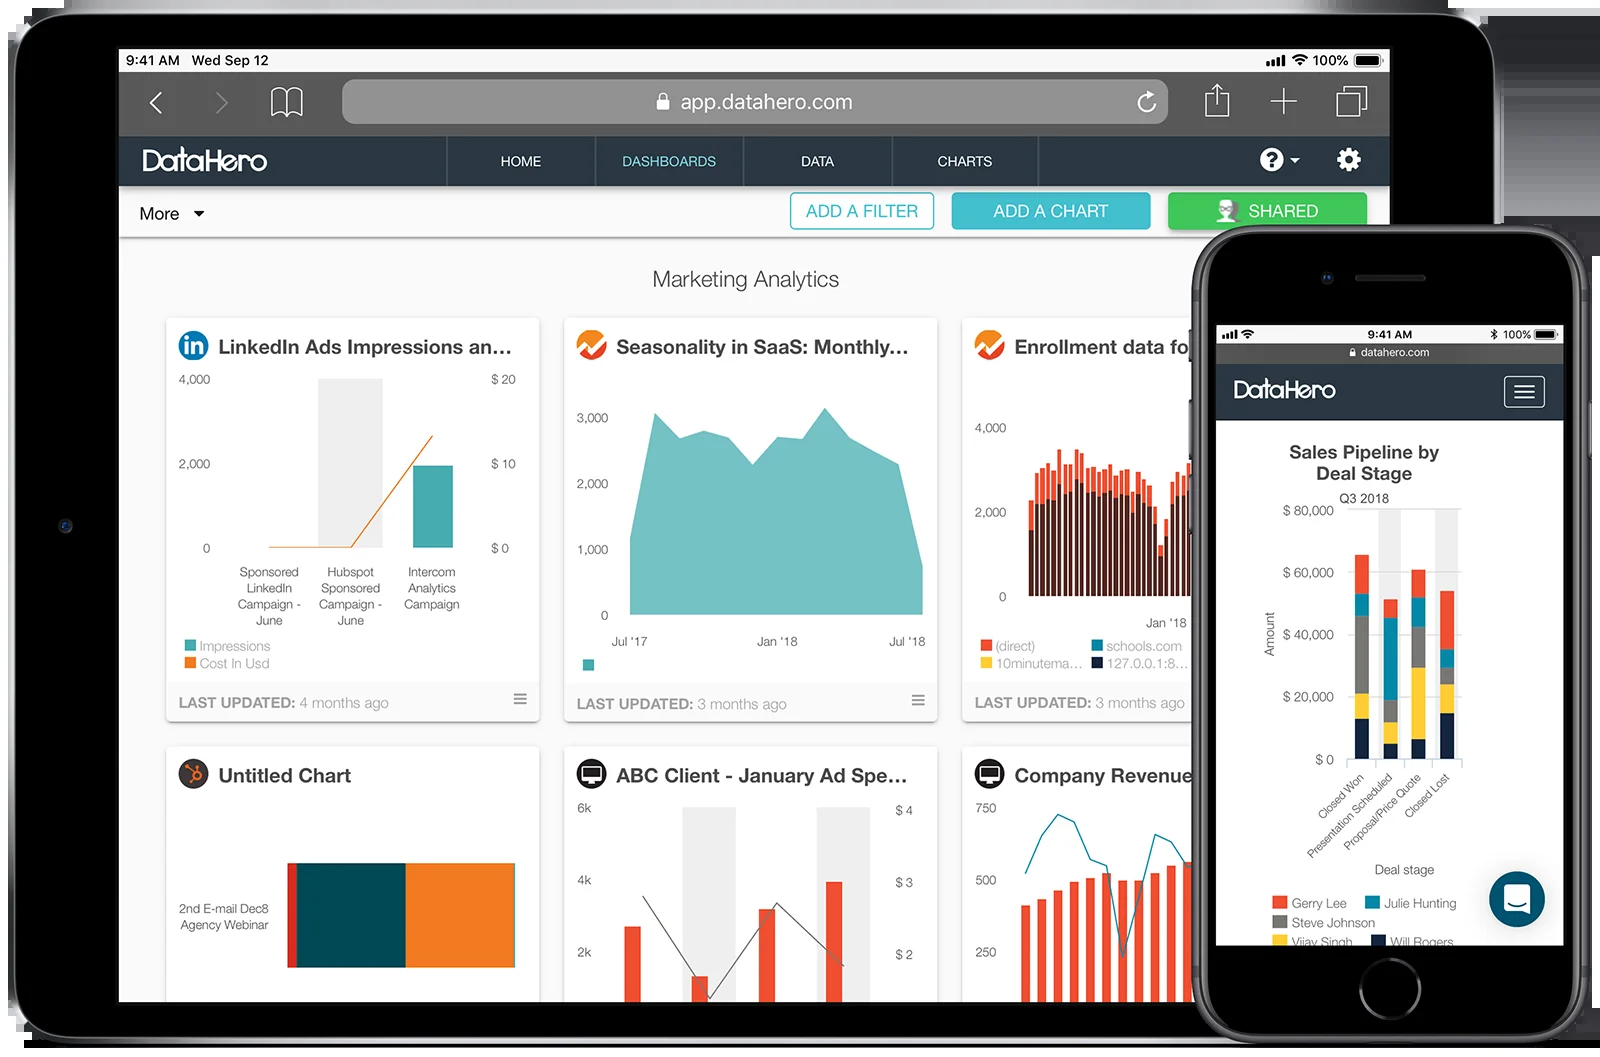 9:41 AM Wed Sep 12
100%
app.datahero.com
DataHero
HOME
DASHBOARDS
DATA
CHARTS
?
More
ADD A FILTER
ADD A CHART
SHARED
Marketing Analytics
in
LinkedIn Ads Impressions an...
4,000
$ 20
2,000
$ 10
0
$ 0
Sponsored
LinkedIn
Campaign -
June
Hubspot
Sponsored
Campaign -
June
Intercom
Analytics
Campaign
Impressions
Cost In Usd
LAST UPDATED: 4 months ago
Seasonality in SaaS: Monthly...
3,000
2,000
1,000
0
Jul '17
Jan '18
Jul '18
LAST UPDATED: 3 months ago
Enrollment data fo
4,000
2,000
0
Jan '18
(direct)
schools.com
10minutema...
127.0.0.1:8...
LAST UPDATED: 3 months ago
Untitled Chart
2nd E-mail Dec8
Agency Webinar
ABC Client - January Ad Spe...
6k
$ 4
4k
$ 3
2k
$ 2
Company Revenue
750
500
250
9:41 AM
100%
datahero.com
DataHero
Sales Pipeline by
Deal Stage
Q3 2018
$ 80,000
$ 60,000
$ 40,000
$ 20,000
$ 0
Amount
Closed Won
Presentation Scheduled
Proposal/Price Quote
Closed Lost
Deal stage
Gerry Lee
Julie Hunting
Steve Johnson
Vijay Singh
Will Rogers